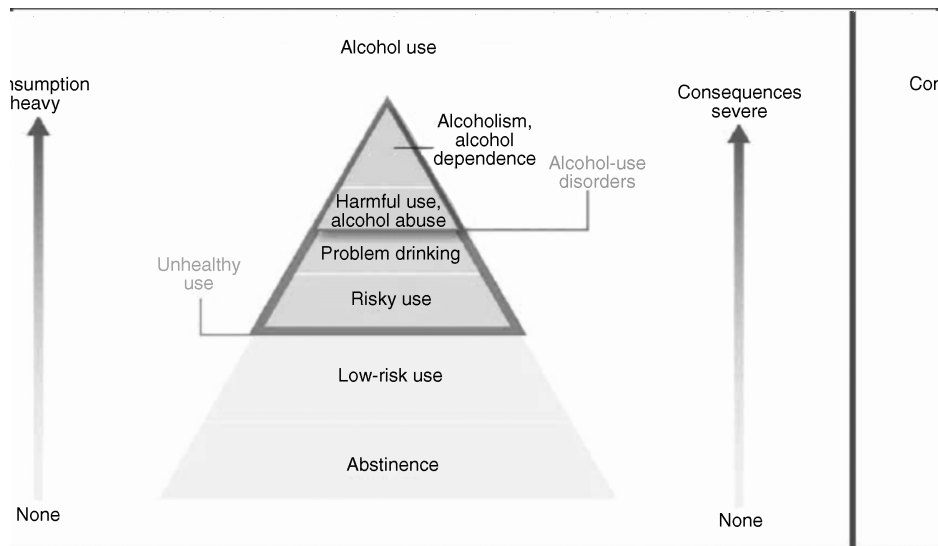 Alcohol use
nsumption
heavy
Consequences
severe
Cor
Alcoholism,
alcohol
dependence
Alcohol-use
disorders
Harmful use,
alcohol abuse
Problem drinking
Unhealthy
use
Risky use
Low-risk use
Abstinence
None
None